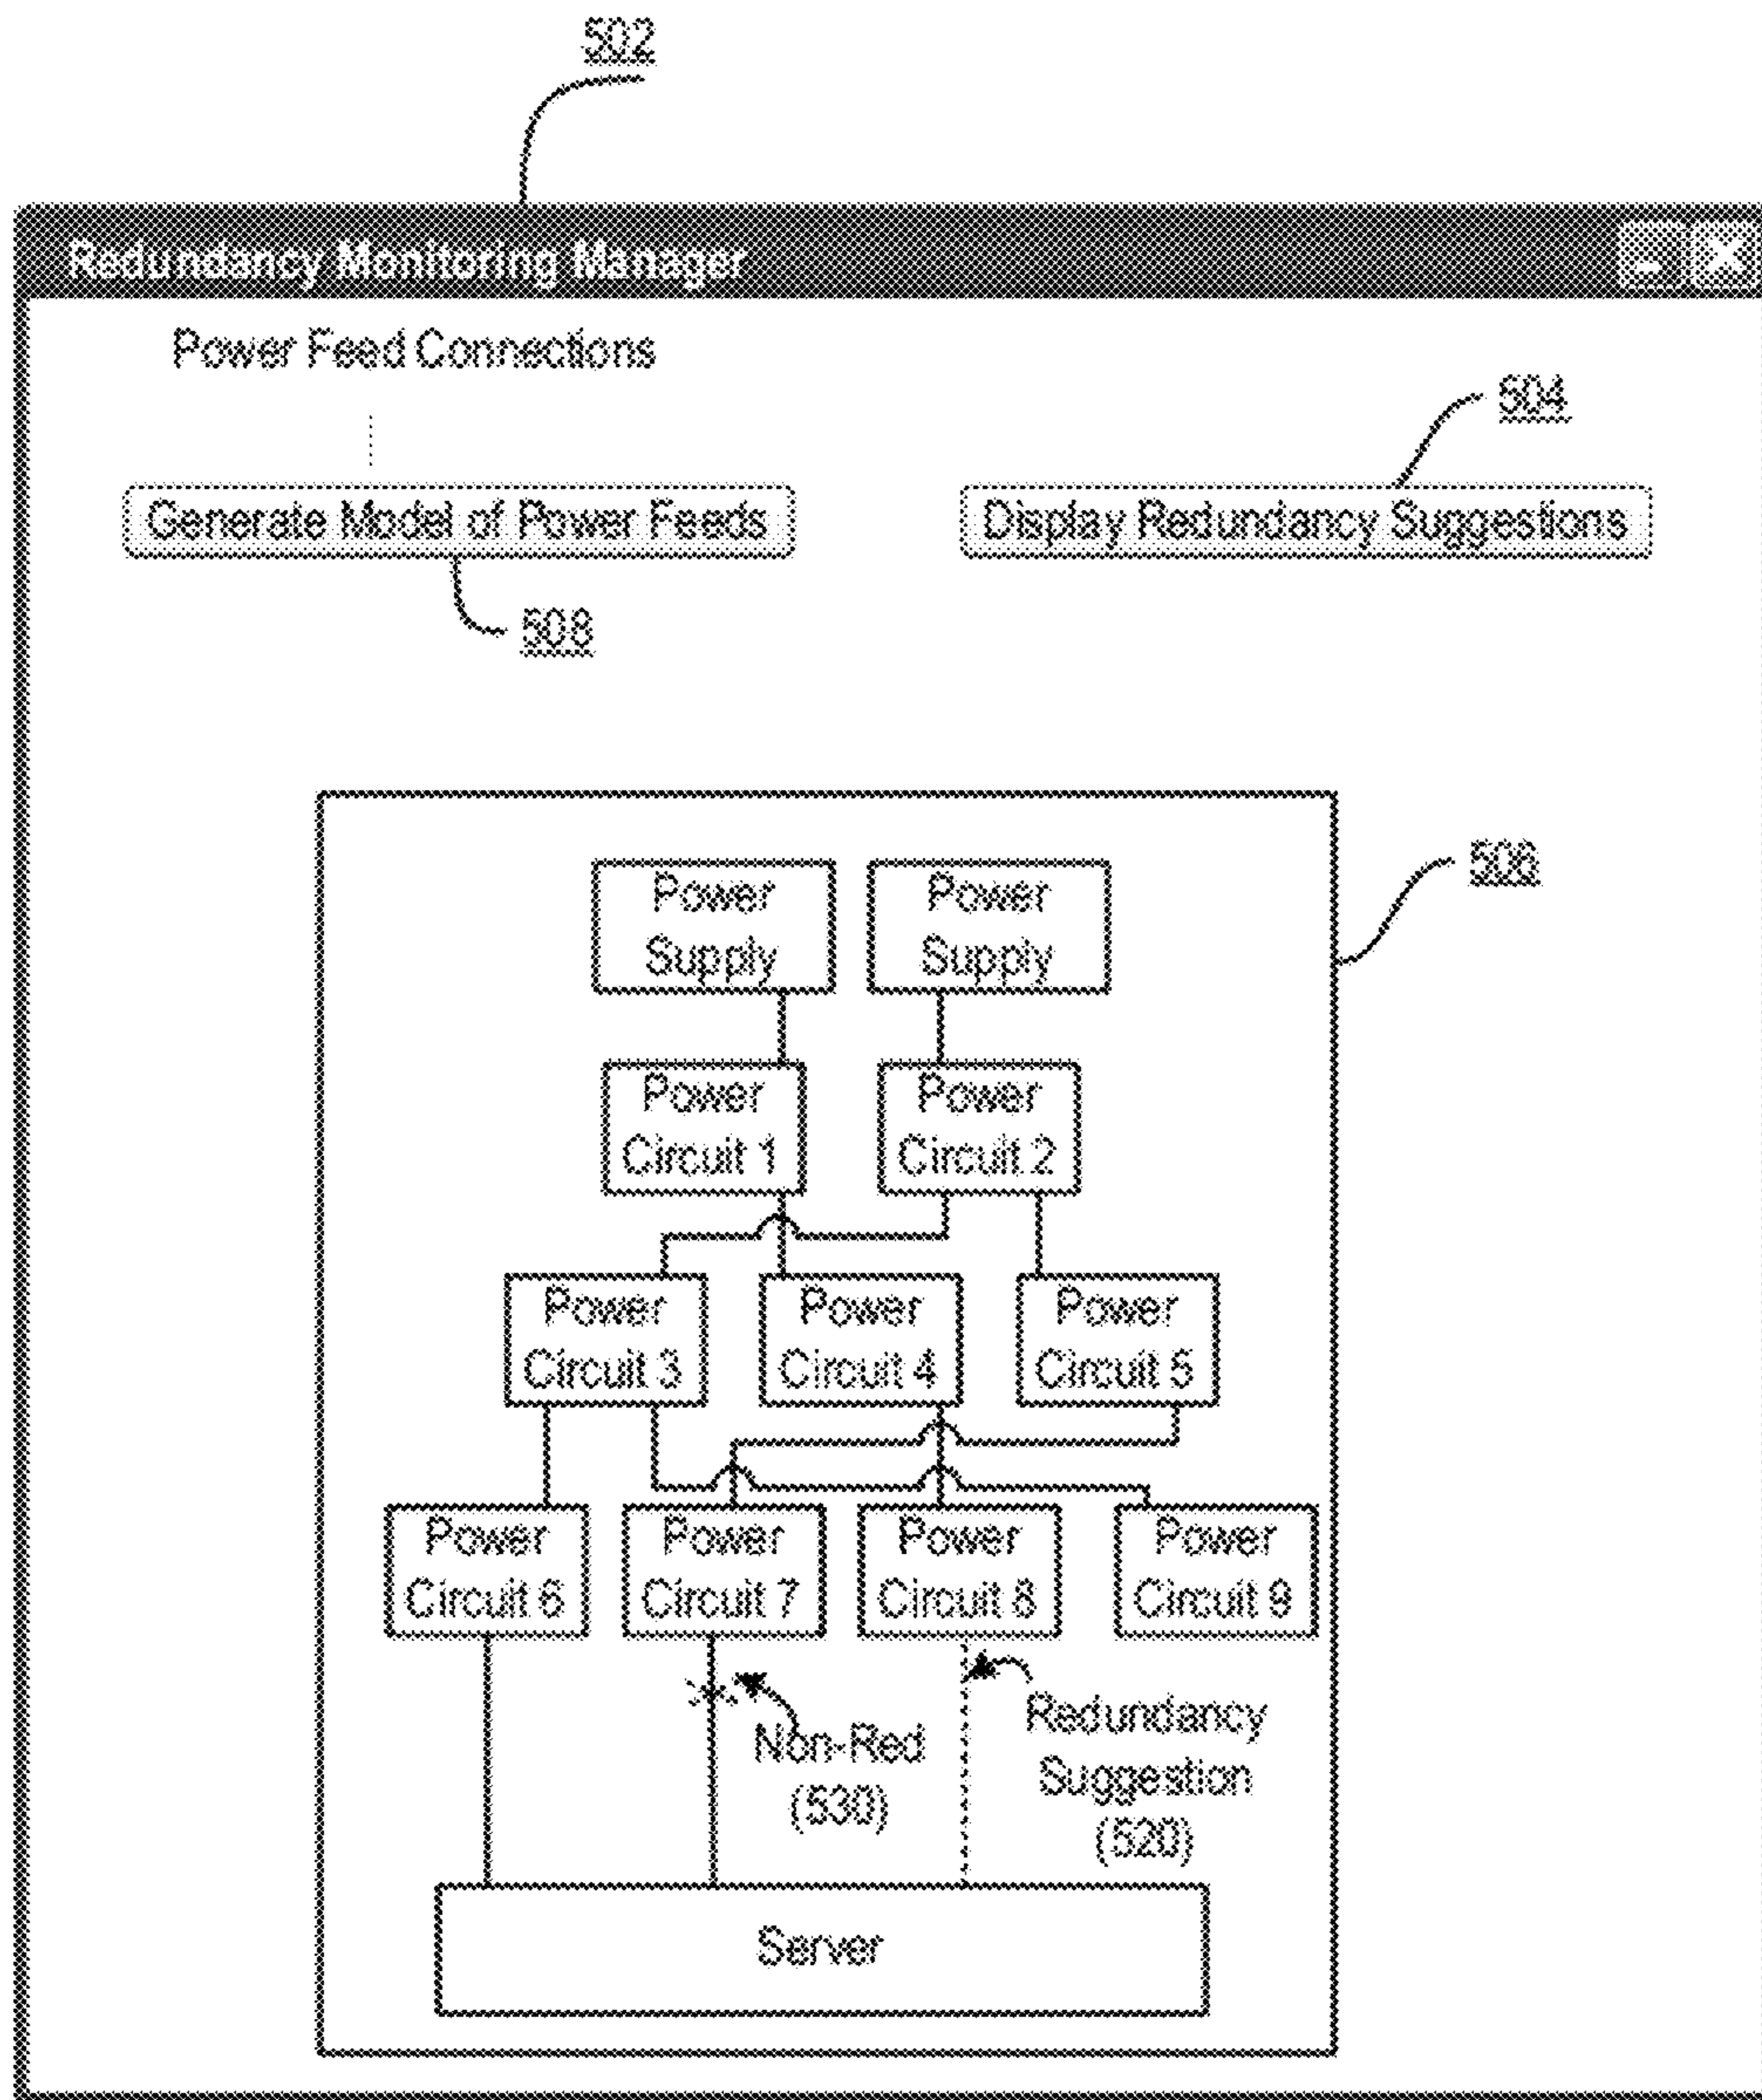 502
Redundancy Monitoring Manager
Power Feed Connections
504
Generate Model of Power Feeds
Display Redundancy Suggestions
508
506
Power
Supply
Power
Supply
Power
Circuit 1
Power
Circuit 2
Power
Circuit 3
Power
Circuit 4
Power
Circuit 5
Power
Circuit 6
Power
Circuit 7
Power
Circuit 8
Power
Circuit 9
Non-Red
(530)
Redundancy
Suggestion
(520)
Server